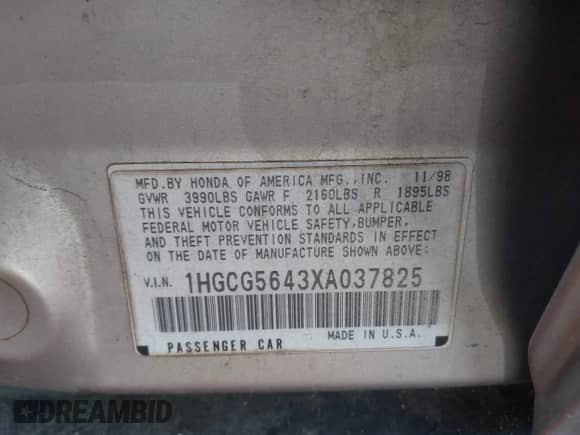 MFD.BY HONDA OF AMERICA MFG.,INC. 11/98
GVWR 3990LBS GAWR F 2160LBS R 1895LBS
THIS VEHICLE CONFORMS TO ALL APPLICABLE
FEDERAL MOTOR VEHICLE SAFETY,BUMPER,
AND THEFT PREVENTION STANDARDS IN EFFECT
ON THE DATE OF MANUFACTURE SHOWN ABOVE:
V.I.N. 1HGCG5643XA037825
PASSENGER CAR MADE IN U.S.A.
DREAMBID